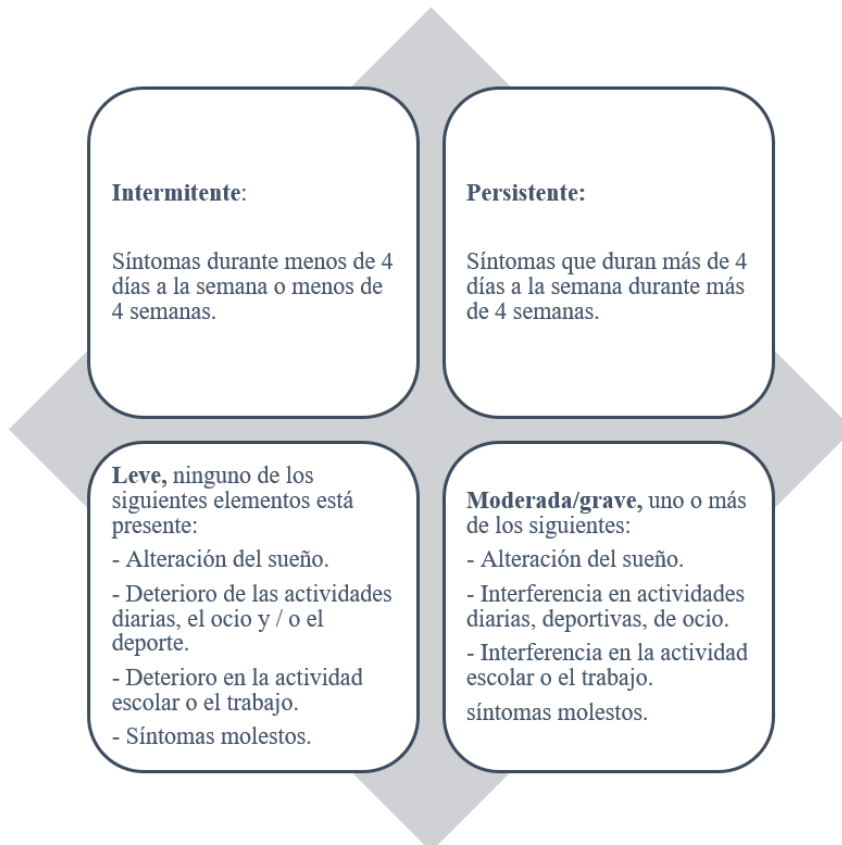 Intermitente:
Síntomas durante menos de 4
días a la semana o menos de
4 semanas.
Persistente:
Síntomas que duran más de 4
días a la semana durante más
de 4 semanas.
Leve, ninguno de los
siguientes elementos está
presente:
- Alteración del sueño.
- Deterioro de las actividades
diarias, el ocio y / o el
deporte.
- Deterioro en la actividad
escolar o el trabajo.
- Síntomas molestos.
Moderada/grave, uno o más
de los siguientes:
- Alteración del sueño.
- Interferencia en actividades
diarias, deportivas, de ocio.
- Interferencia en la actividad
escolar o el trabajo.
síntomas molestos.